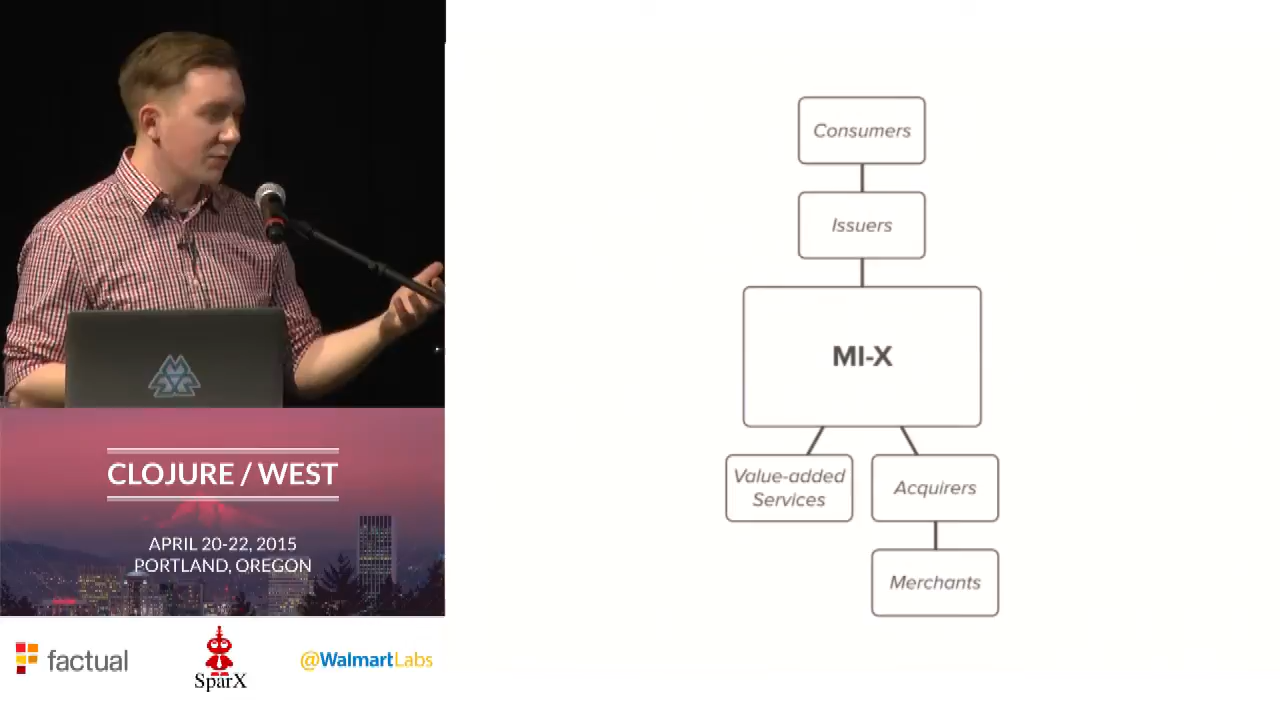 Consumers
Issuers
MI-X
Value-added
Services
Acquirers
Merchants
CLOJURE / WEST
APRIL 20-22, 2015
PORTLAND, OREGON
factual
SparX
@WalmartLabs